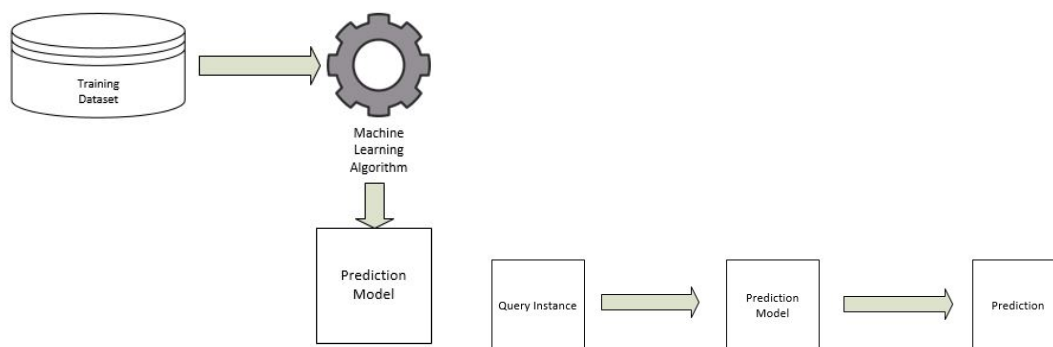 Training
Dataset
Machine
Learning
Algorithm
Prediction
Model
Query Instance
Prediction
Model
Prediction